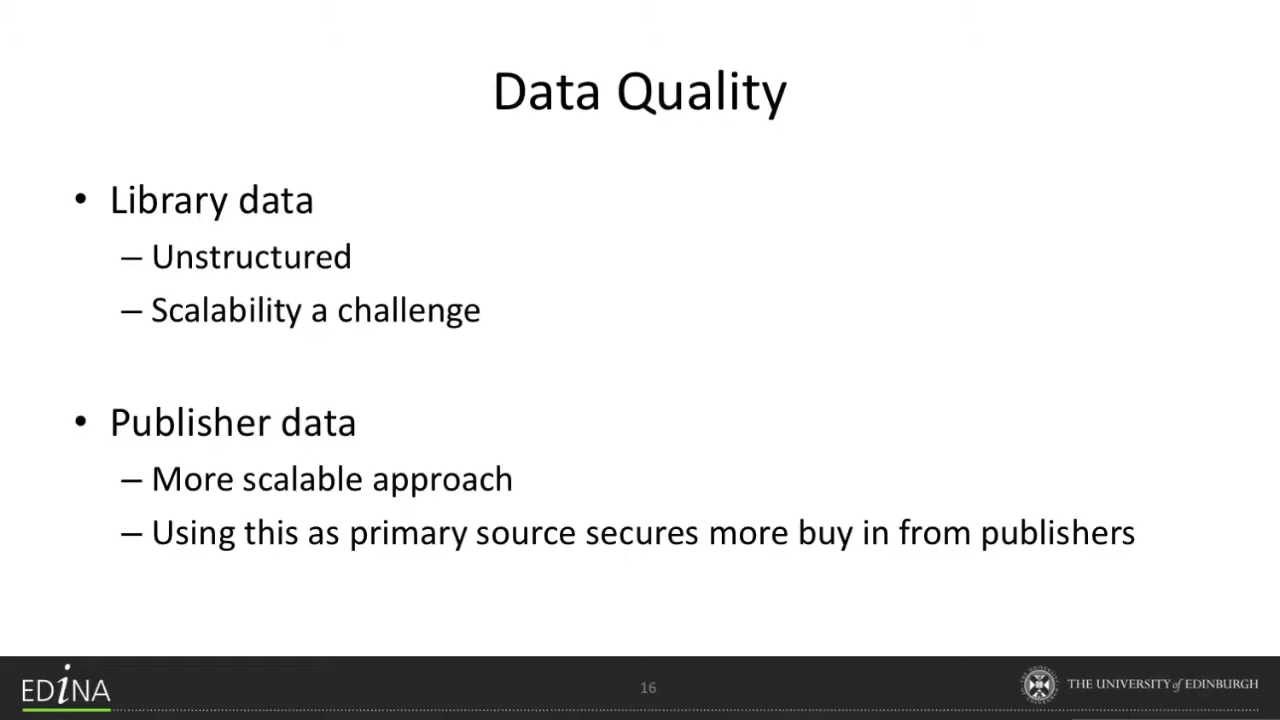 Data Quality
• Library data
– Unstructured
– Scalability a challenge
• Publisher data
– More scalable approach
– Using this as primary source secures more buy in from publishers
EDiNA
16
THE UNIVERSITY of EDINBURGH